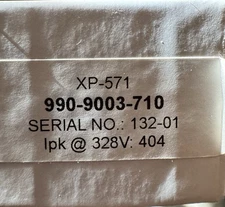 XP-571
990-9003-710
SERIAL NO.: 132-01
Ipk @ 328V: 404